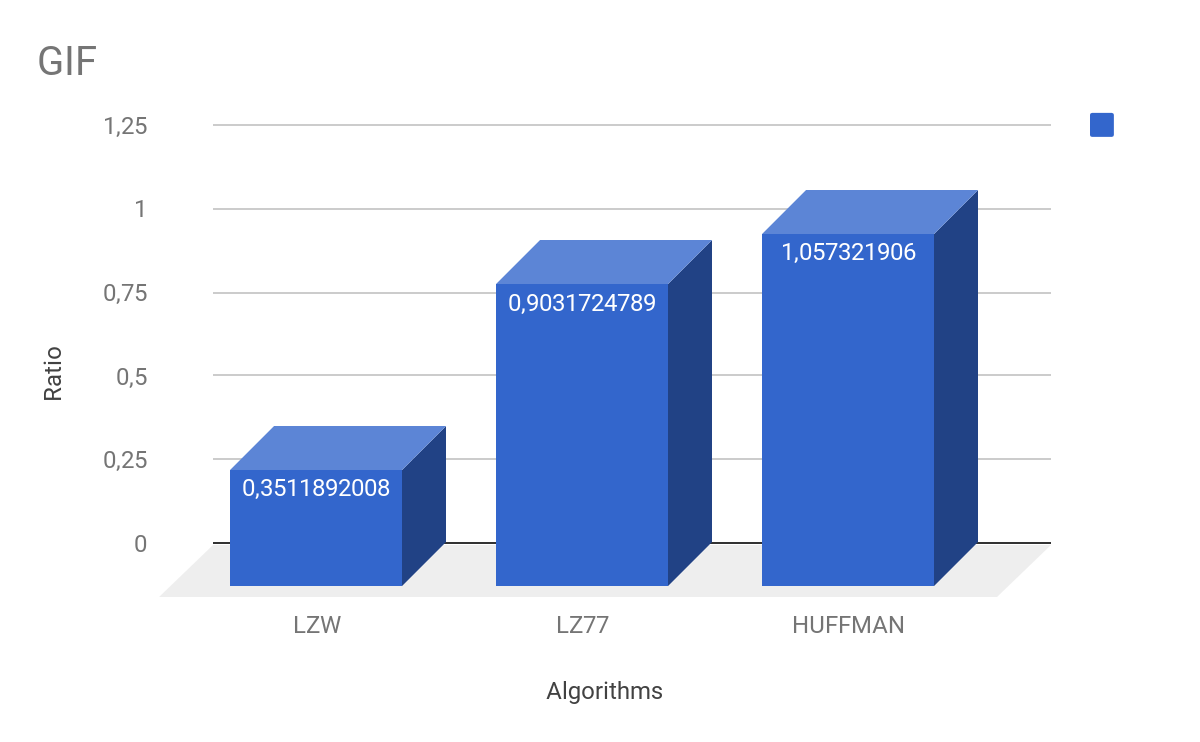 GIF
1,25
1
0,75
0,5
0,25
0
Ratio
0,3511892008
0,9031724789
1,057321906
LZW
LZ77
HUFFMAN
Algorithms